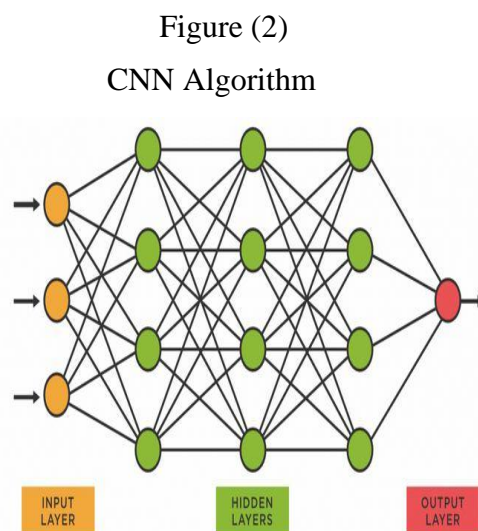 Figure (2)
CNN Algorithm
INPUT
LAYER
HIDDEN
LAYERS
OUTPUT
LAYER